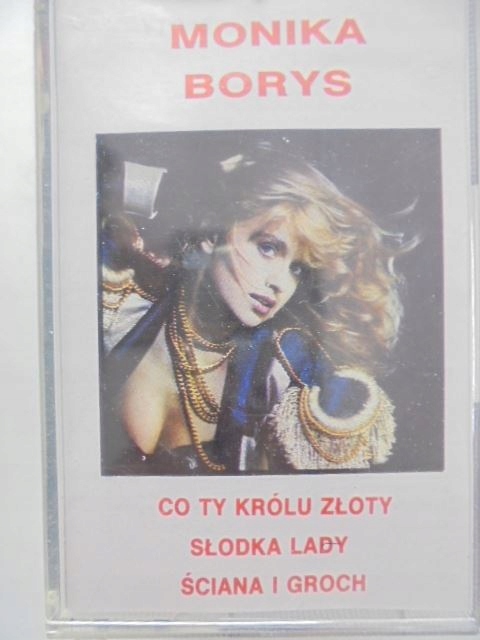 MONIKA
BORYS
CO TY KRÓLU ZŁOTY
SŁODKA LADY
ŚCIANA I GROCH